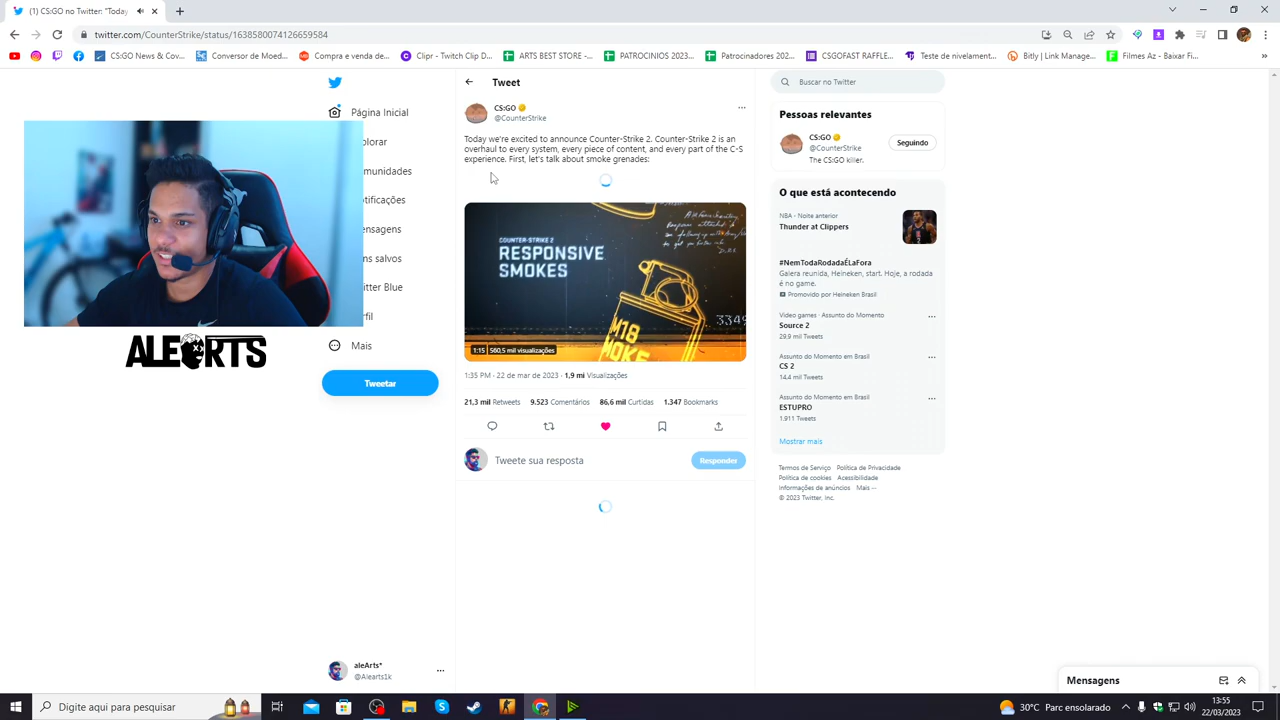 (1) CS:GO no Twitter: "Today
twitter.com/CounterStrike/status/1638580074126659584
CS:GO News & Cov...
Conversor de Moed...
Compra e venda de...
Clipr - Twitch Clip D...
ARTS BEST STORE -...
PATROCINIOS 2023...
Patrocinadores 202...
CSGOFAST RAFFLE...
Teste de nivelament...
Bitly | Link Manage...
Filmes Az - Baixar Fi...
Tweet
Página Inicial
plorar
munidades
tificações
ensagens
ens salvos
itter Blue
rfil
Mais
Tweetar
ALEARTS
CS:GO
@CounterStrike
Today we're excited to announce Counter-Strike 2. Counter-Strike 2 is an
overhaul to every system, every piece of content, and every part of the C-S
experience. First, let's talk about smoke grenades:
COUNTER-STRIKE 2
RESPONSIVE
SMOKES
M18
SMOKE
1:15 560,5 mil visualizações
1:35 PM · 22 de mar de 2023 · 1,9 mi Visualizações
21,3 mil Retweets 9.523 Comentários 86,6 mil Curtidas 1.347 Bookmarks
Tweete sua resposta
Responder
Buscar no Twitter
Pessoas relevantes
CS:GO
@CounterStrike
Seguindo
The CS:GO killer.
O que está acontecendo
NBA · Noite anterior
Thunder at Clippers
#NemTodaRodadaÉLaFora
Galera reunida, Heineken, start. Hoje, a rodada
é no game.
Promovido por Heineken Brasil
Video games · Assunto do Momento
Source 2
29,9 mil Tweets
Assunto do Momento em Brasil
CS 2
14,4 mil Tweets
Assunto do Momento em Brasil
ESTUPRO
1.911 Tweets
Mostrar mais
Termos de Serviço Política de Privacidade
Política de cookies Acessibilidade
Informações de anúncios Mais ···
© 2023 Twitter, Inc.
aleArts*
@Alearts1k
Mensagens
Digite aqui para pesquisar
30°C Parc ensolarado
13:55
22/03/2023